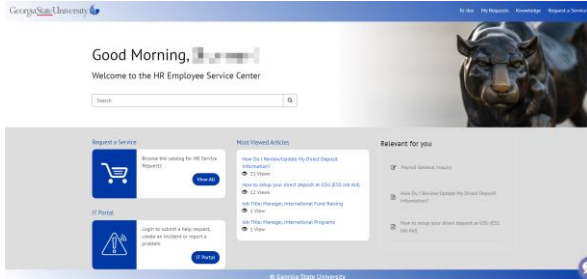 GeorgiaStateUniversity
To dos My Requests Knowledge Request a Service
Good Morning,
Welcome to the HR Employee Service Center
Search
Request a Service
Browse the catalog for HR Service
Requests
View All
IT Portal
Login to submit a help request,
create an incident or report a
problem
IT Portal
Most Viewed Articles
How Do I Review/Update My Direct Deposit
Information?
21 Views
How to setup your direct deposit at GSU (ESS Job Aid)
12 Views
Job Title: Manager, International Fund Raising
1 View
Job Title: Manager, International Programs
1 View
Relevant for you
Payroll General Inquiry
How Do I Review/Update My Direct Deposit
Information?
How to setup your direct deposit at GSU (ESS
Job Aid)
© Georgia State University